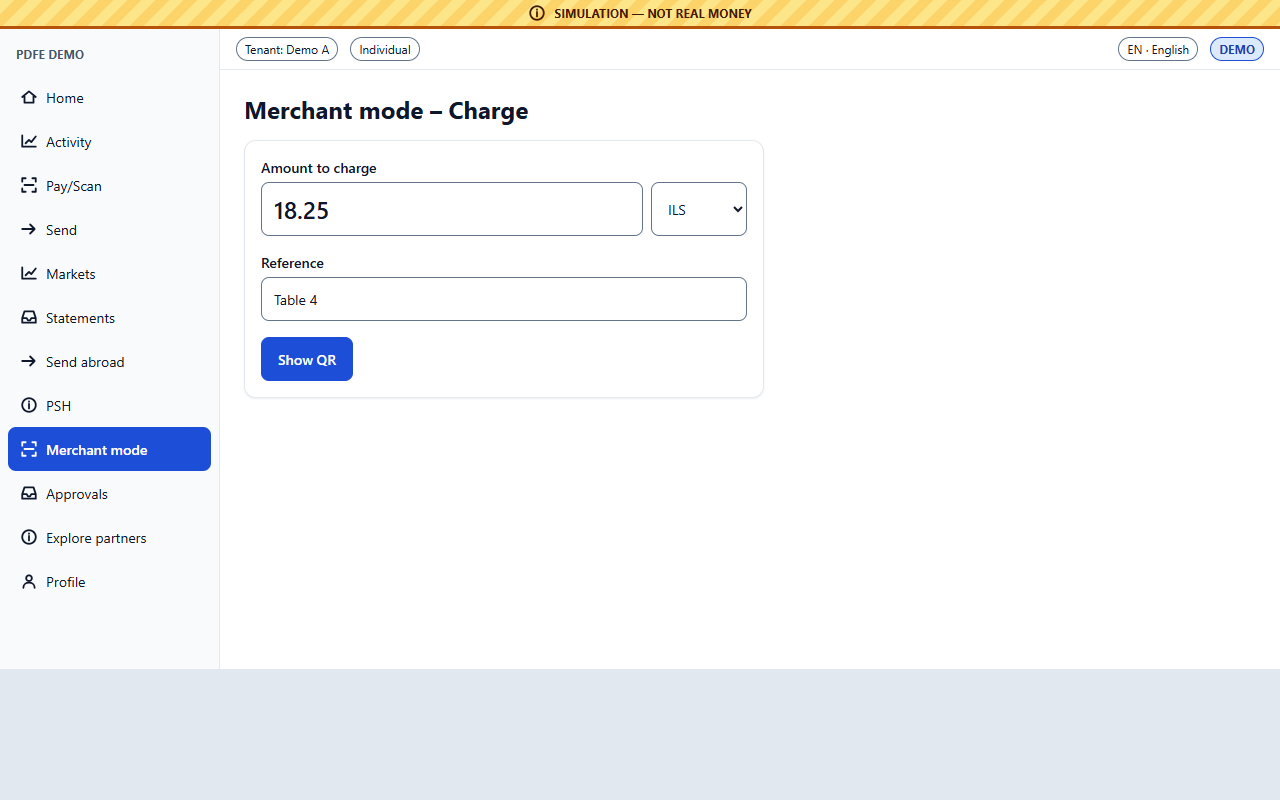 SIMULATION — NOT REAL MONEY
PDFE DEMO
Tenant: Demo A
Individual
EN · English
DEMO
Home
Activity
Pay/Scan
Send
Markets
Statements
Send abroad
PSH
Merchant mode
Approvals
Explore partners
Profile
Merchant mode – Charge
Amount to charge
18.25
ILS
Reference
Table 4
Show QR